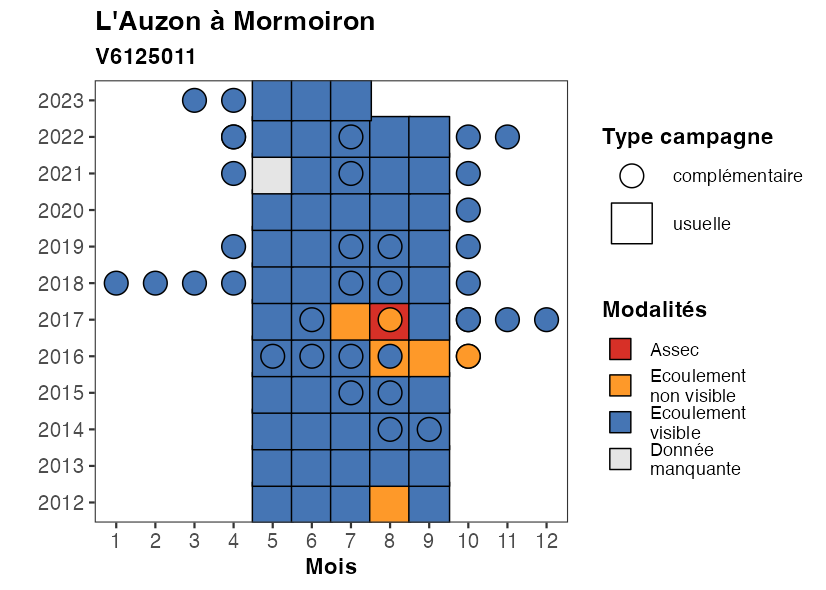 L'Auzon à Mormoiron
V6125011
2023
2022
2021
2020
2019
2018
2017
2016
2015
2014
2013
2012
1 2 3 4 5 6 7 8 9 10 11 12
Mois
Type campagne
complémentaire
usuelle
Modalités
Assec
Ecoulement
non visible
Ecoulement
visible
Donnée
manquante